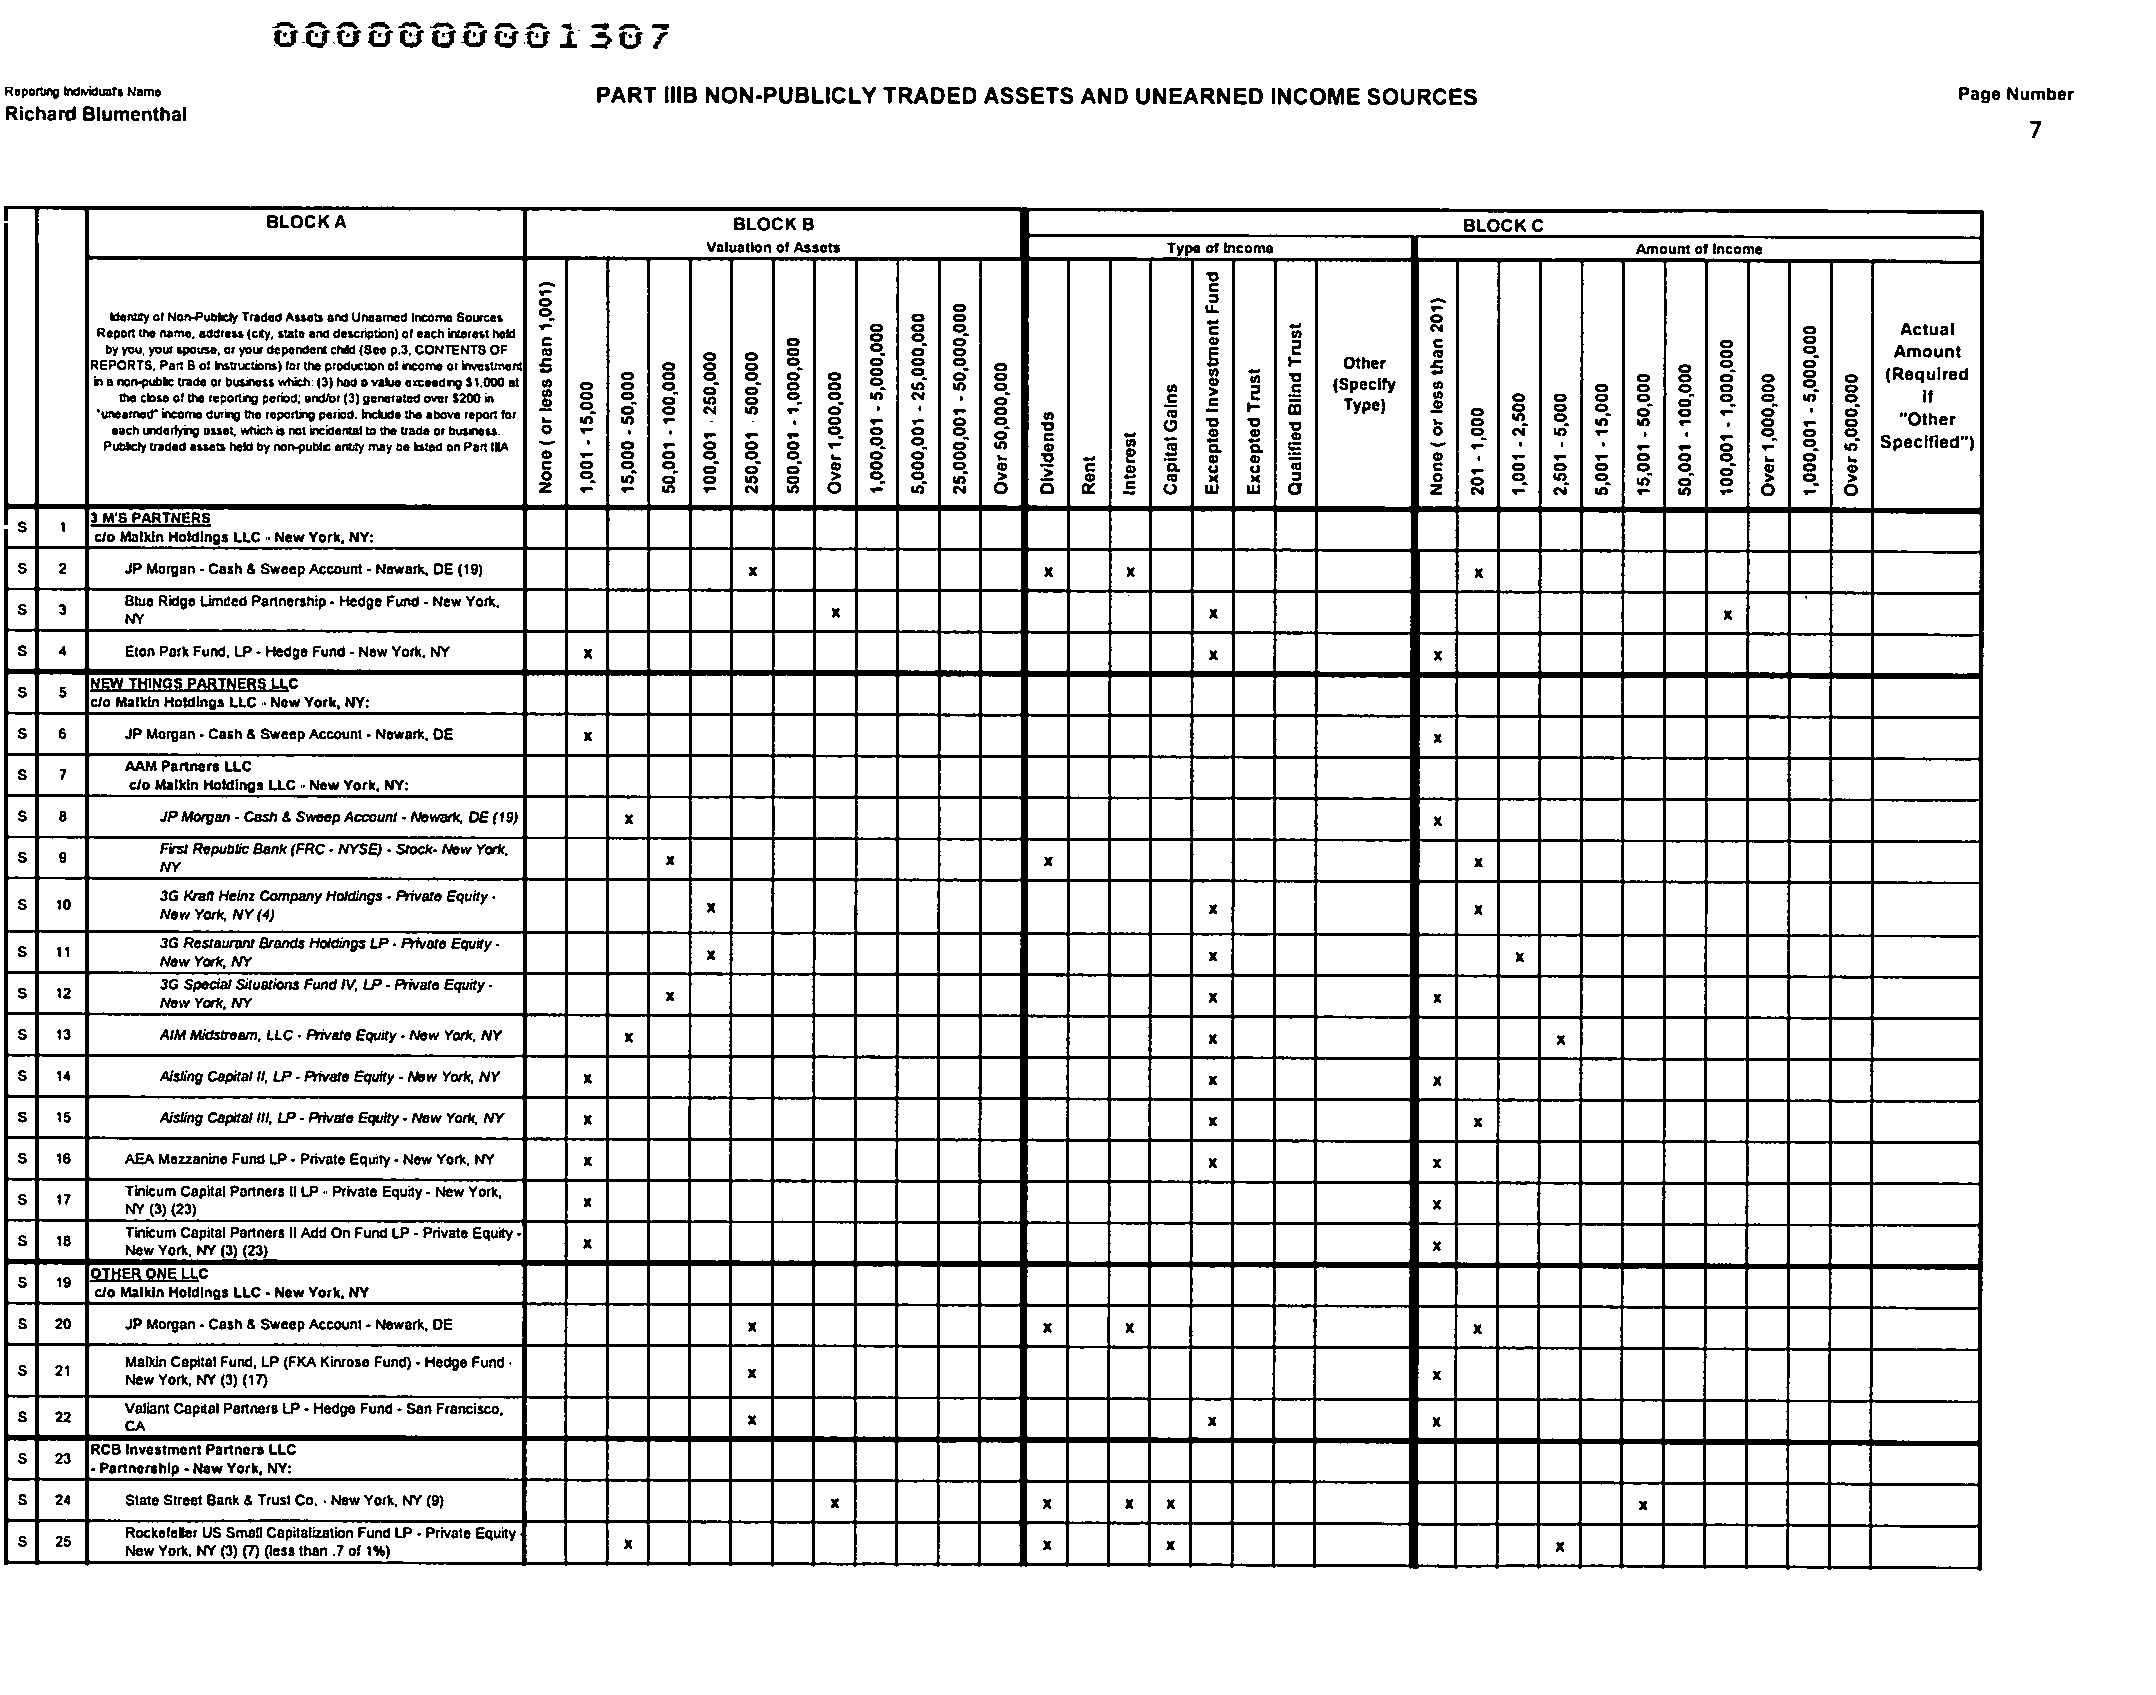 0000000001307
Reporting Individual's Name
Richard Blumenthal
PART IIIB NON-PUBLICLY TRADED ASSETS AND UNEARNED INCOME SOURCES
Page Number
7
BLOCK A
BLOCK B
Valuation of Assets
BLOCK C
Type of Income
Amount of Income
Identity of Non-Publicly Traded Assets and Unearned Income Sources
Report the name, address (city, state and description) of each interest held
by you, your spouse, or your dependent child (See p.3, CONTENTS OF
REPORTS, Part B of Instructions) for the production of income or investment
in a non-public trade or business which: (3) had a value exceeding $1,000 at
the close of the reporting period; and/or (3) generated over $200 in
"unearned" income during the reporting period. Include the above report for
each underlying asset, which is not incidental to the trade or business.
Publicly traded assets held by non-public entity may be listed on Part IIIA
None ( or less than 1,001)
1,001 - 15,000
15,000 - 50,000
50,001 - 100,000
100,001 - 250,000
250,001 - 500,000
500,001 - 1,000,000
Over 1,000,000
1,000,001 - 5,000,000
5,000,001 - 25,000,000
25,000,001 - 50,000,000
Over 50,000,000
Dividends
Rent
Interest
Capital Gains
Excepted Investment Fund
Excepted Trust
Qualified Blind Trust
Other
(Specify
Type)
None ( or less than 201)
201 - 1,000
1,001 - 2,500
2,501 - 5,000
5,001 - 15,000
15,001 - 50,000
50,001 - 100,000
100,001 - 1,000,000
Over 1,000,000
1,000,001 - 5,000,000
Over 5,000,000
Actual
Amount
(Required
If
"Other
Specified")
S 1 3 M'S PARTNERS
c/o Malkin Holdings LLC - New York, NY:
S 2 JP Morgan - Cash & Sweep Account - Newark, DE (19) x x x x
S 3 Blue Ridge Limited Partnership - Hedge Fund - New York,
NY x x x
S 4 Eton Park Fund, LP - Hedge Fund - New York, NY x x x
S 5 NEW THINGS PARTNERS LLC
c/o Malkin Holdings LLC - New York, NY:
S 6 JP Morgan - Cash & Sweep Account - Newark, DE x x
S 7 AAM Partners LLC
c/o Malkin Holdings LLC - New York, NY:
S 8 JP Morgan - Cash & Sweep Account - Newark, DE (19) x x
S 9 First Republic Bank (FRC - NYSE) - Stock- New York,
NY x x x
S 10 3G Kraft Heinz Company Holdings - Private Equity -
New York, NY (4) x x x
S 11 3G Restaurant Brands Holdings LP - Private Equity -
New York, NY x x x
S 12 3G Special Situations Fund IV, LP - Private Equity -
New York, NY x x x
S 13 AIM Midstream, LLC - Private Equity - New York, NY x x x
S 14 Aisling Capital II, LP - Private Equity - New York, NY x x x
S 15 Aisling Capital III, LP - Private Equity - New York, NY x x x
S 16 AEA Mezzanine Fund LP - Private Equity - New York, NY x x x
S 17 Tinicum Capital Partners II LP - Private Equity - New York,
NY (3) (23) x x
S 18 Tinicum Capital Partners II Add On Fund LP - Private Equity -
New York, NY (3) (23) x x
S 19 OTHER ONE LLC
c/o Malkin Holdings LLC - New York, NY
S 20 JP Morgan - Cash & Sweep Account - Newark, DE x x x x
S 21 Malkin Capital Fund, LP (FKA Kinrose Fund) - Hedge Fund -
New York, NY (3) (17) x x
S 22 Valiant Capital Partners LP - Hedge Fund - San Francisco,
CA x x x
S 23 RCB Investment Partners LLC
- Partnership - New York, NY:
S 24 State Street Bank & Trust Co. - New York, NY (9) x x x x x
S 25 Rockefeller US Small Capitalization Fund LP - Private Equity -
New York, NY (3) (7) (less than .7 of 1%) x x x x